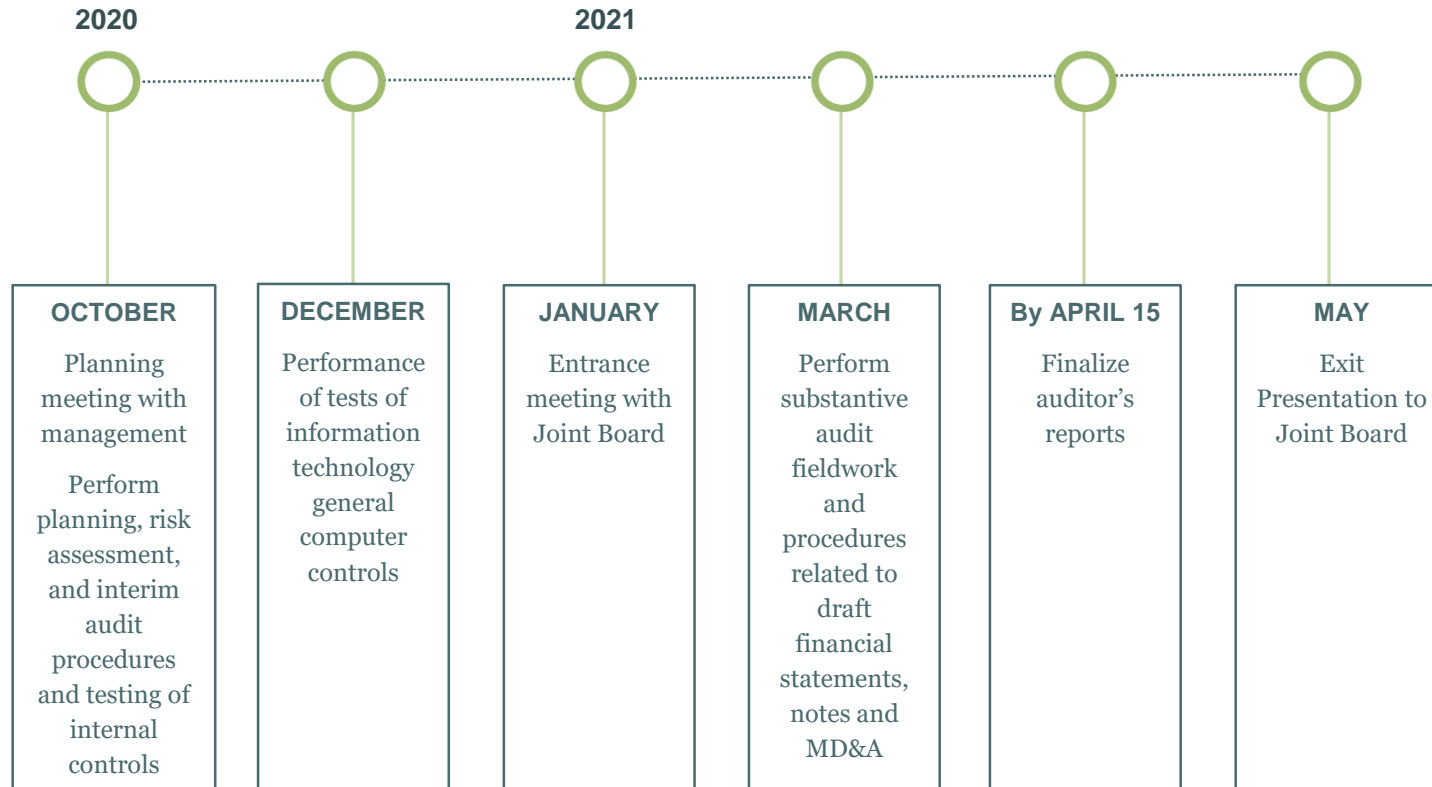 2020
2021
OCTOBER
Planning
meeting with
management
Perform
planning, risk
assessment,
and interim
audit
procedures
and testing of
internal
controls
DECEMBER
Performance
of tests of
information
technology
general
computer
controls
JANUARY
Entrance
meeting with
Joint Board
MARCH
Perform
substantive
audit
fieldwork
and
procedures
related to
draft
financial
statements,
notes and
MD&A
By APRIL 15
Finalize
auditor’s
reports
MAY
Exit
Presentation to
Joint Board